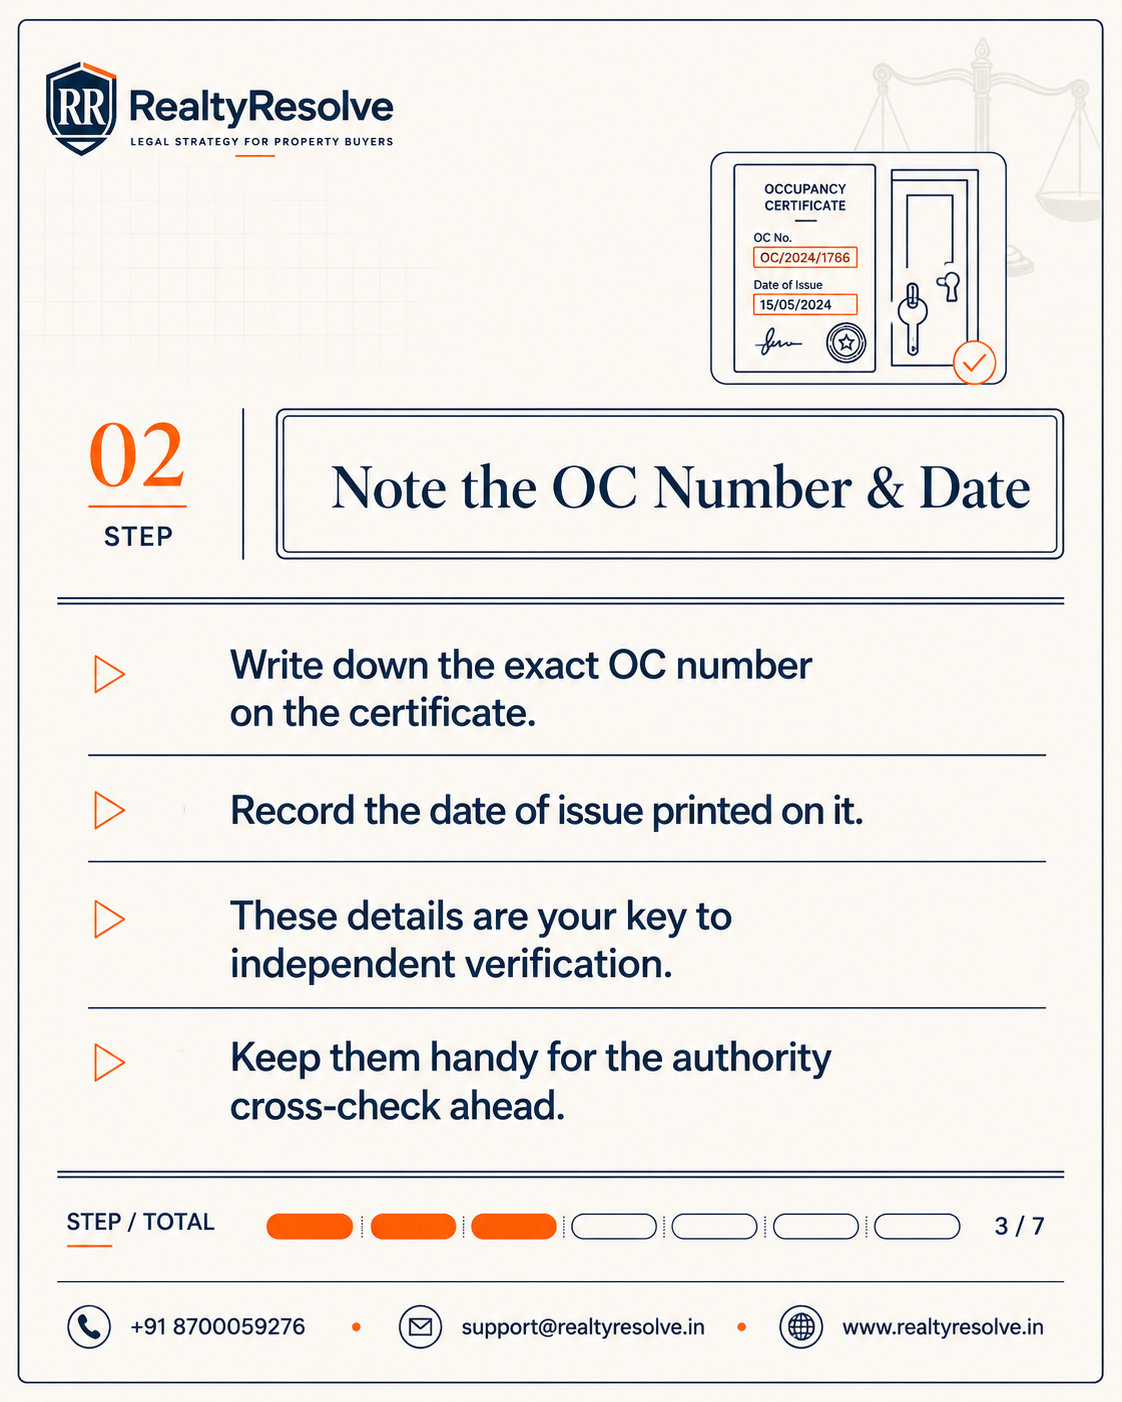 RR
RealtyResolve
LEGAL STRATEGY FOR PROPERTY BUYERS
OCCUPANCY
CERTIFICATE
OC No.
OC/2024/1766
Date of Issue
15/05/2024
02
STEP
Note the OC Number & Date
Write down the exact OC number
on the certificate.
Record the date of issue printed on it.
These details are your key to
independent verification.
Keep them handy for the authority
cross-check ahead.
STEP / TOTAL
3 / 7
+91 8700059276
support@realtyresolve.in
www.realtyresolve.in